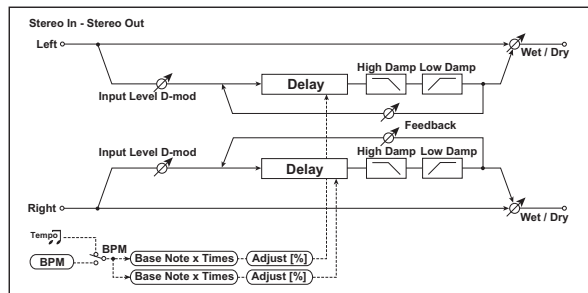 Stereo In - Stereo Out
Left
Wet / Dry
High Damp Low Damp
Delay
Input Level D-mod
Feedback
Input Level D-mod
High Damp Low Damp
Delay
Right
Wet / Dry
Tempo
BPM
BPM
Base Note x Times Adjust [%]
Base Note x Times Adjust [%]